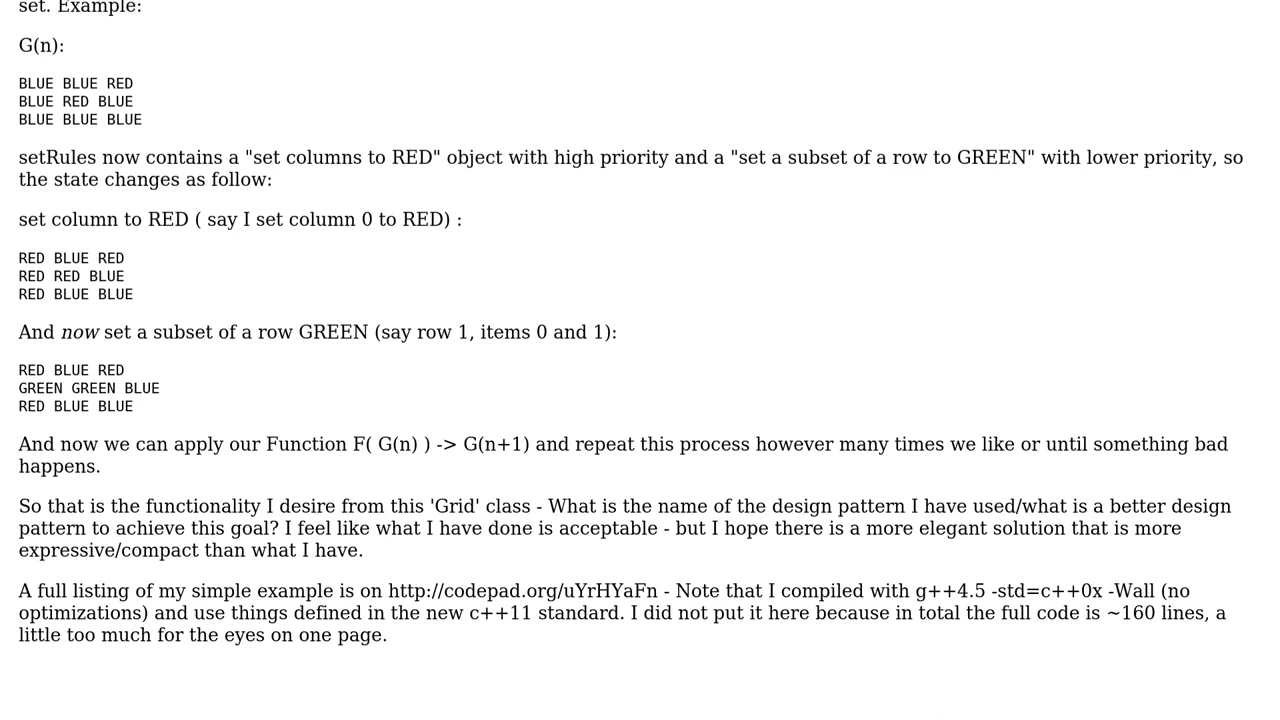 set. Example:
G(n):
BLUE BLUE RED
BLUE RED BLUE
BLUE BLUE BLUE
setRules now contains a "set columns to RED" object with high priority and a "set a subset of a row to GREEN" with lower priority, so
the state changes as follow:
set column to RED ( say I set column 0 to RED) :
RED BLUE RED
RED RED BLUE
RED BLUE BLUE
And now set a subset of a row GREEN (say row 1, items 0 and 1):
RED BLUE RED
GREEN GREEN BLUE
RED BLUE BLUE
And now we can apply our Function F( G(n) ) -> G(n+1) and repeat this process however many times we like or until something bad
happens.
So that is the functionality I desire from this 'Grid' class - What is the name of the design pattern I have used/what is a better design
pattern to achieve this goal? I feel like what I have done is acceptable - but I hope there is a more elegant solution that is more
expressive/compact than what I have.
A full listing of my simple example is on http://codepad.org/uYrHYaFn - Note that I compiled with g++4.5 -std=c++0x -Wall (no
optimizations) and use things defined in the new c++11 standard. I did not put it here because in total the full code is ~160 lines, a
little too much for the eyes on one page.